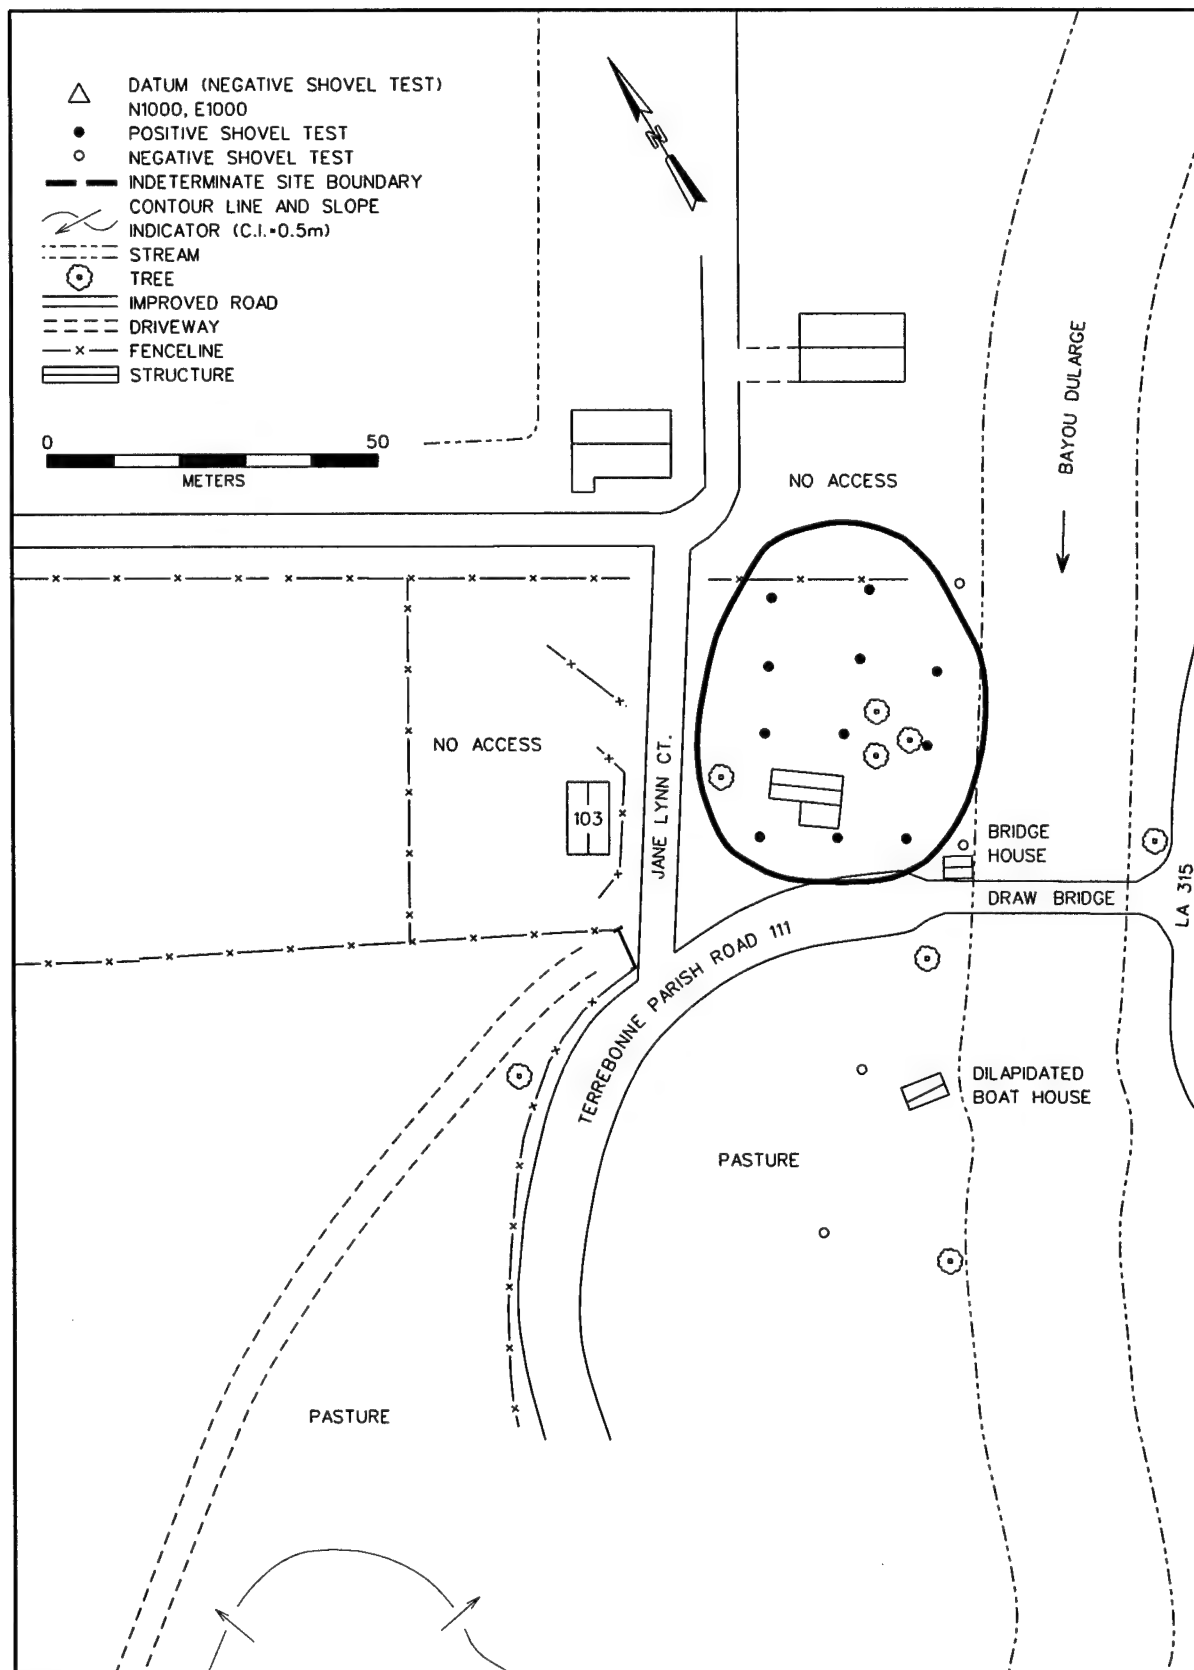 DATUM (NEGATIVE SHOVEL TEST)
N1000, E1000
POSITIVE SHOVEL TEST
NEGATIVE SHOVEL TEST
INDETERMINATE SITE BOUNDARY
CONTOUR LINE AND SLOPE
INDICATOR (C.I.=0.5m)
STREAM
TREE
IMPROVED ROAD
DRIVEWAY
FENCELINE
STRUCTURE
0 50
METERS
N
BAYOU DULARGE
NO ACCESS
NO ACCESS
103
JANE LYNN CT.
BRIDGE
HOUSE
DRAW BRIDGE
LA 315
TERREBONNE PARISH ROAD 111
DILAPIDATED
BOAT HOUSE
PASTURE
PASTURE